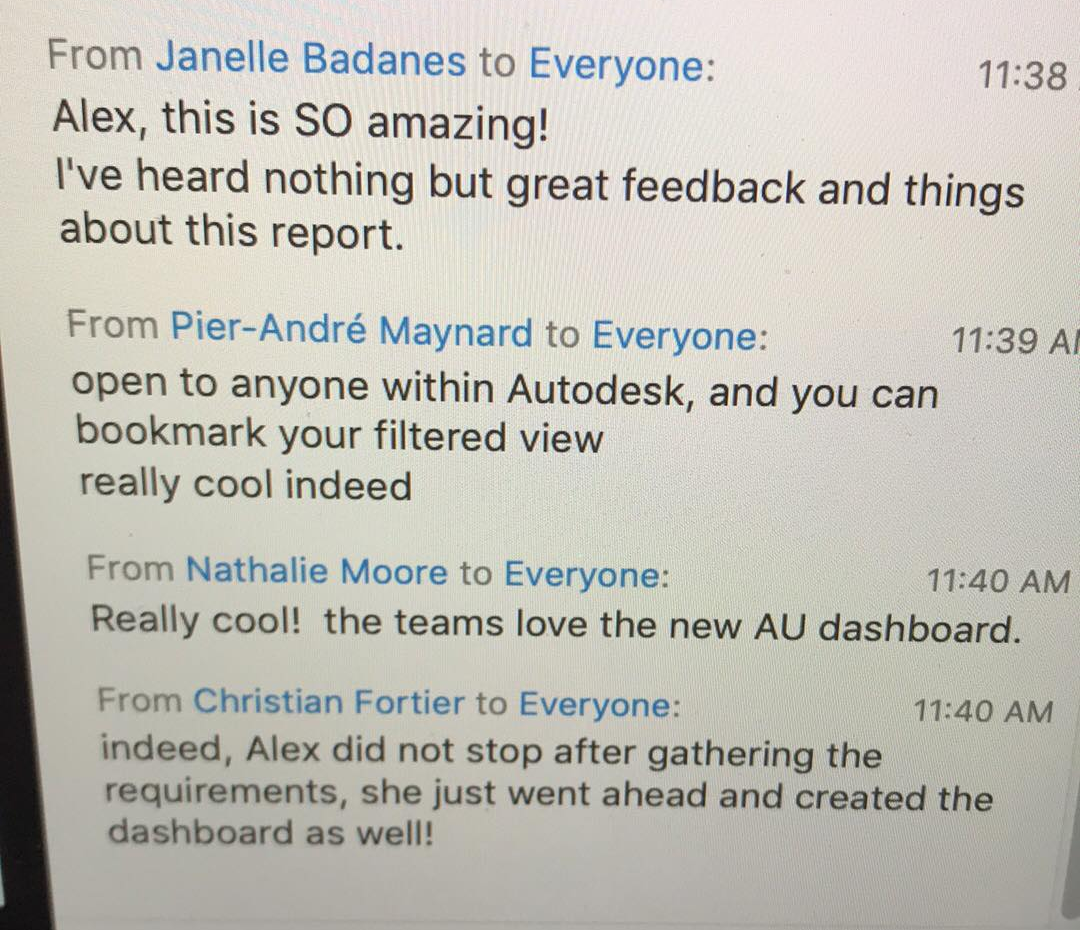 From Janelle Badanes to Everyone: 11:38
Alex, this is SO amazing!
I've heard nothing but great feedback and things
about this report.
From Pier-André Maynard to Everyone: 11:39 AM
open to anyone within Autodesk, and you can
bookmark your filtered view
really cool indeed
From Nathalie Moore to Everyone: 11:40 AM
Really cool!  the teams love the new AU dashboard.
From Christian Fortier to Everyone: 11:40 AM
indeed, Alex did not stop after gathering the
requirements, she just went ahead and created the
dashboard as well!